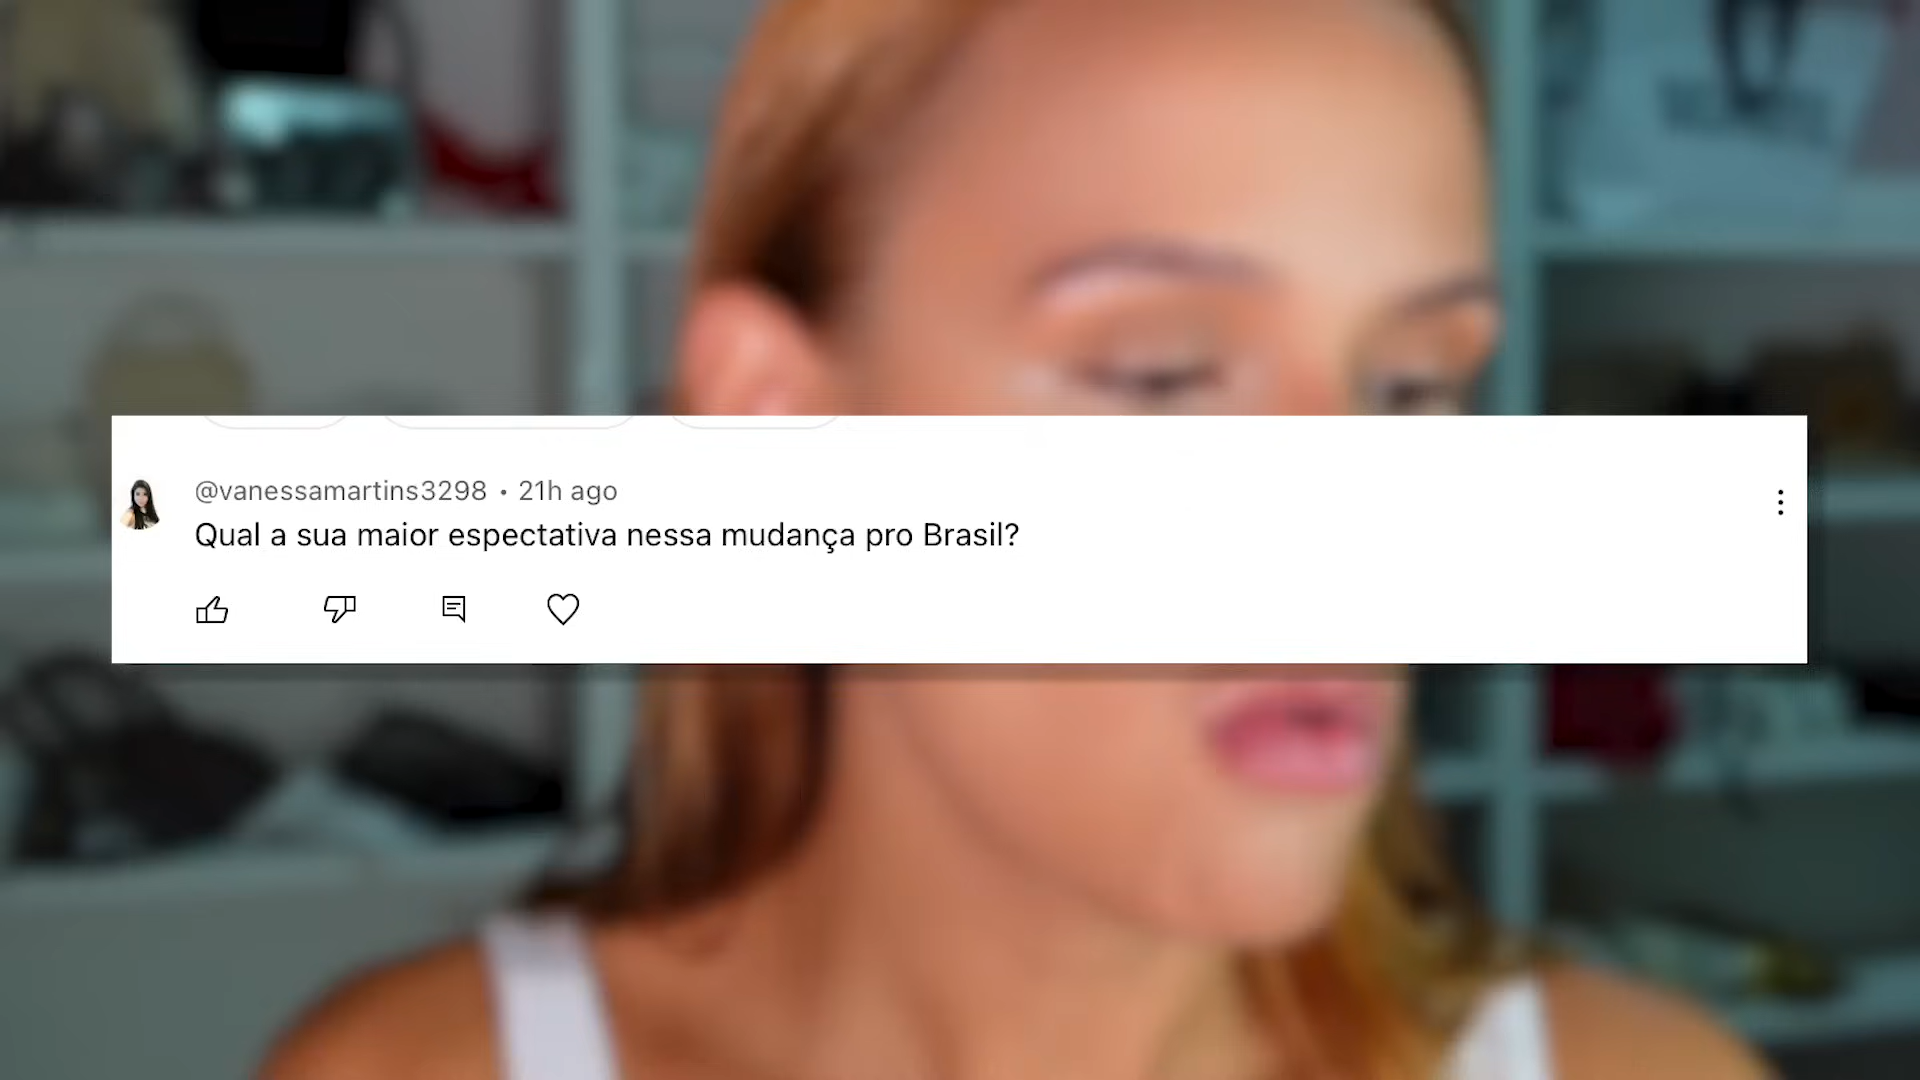 @vanessamartins3298 • 21h ago
Qual a sua maior espectativa nessa mudança pro Brasil?